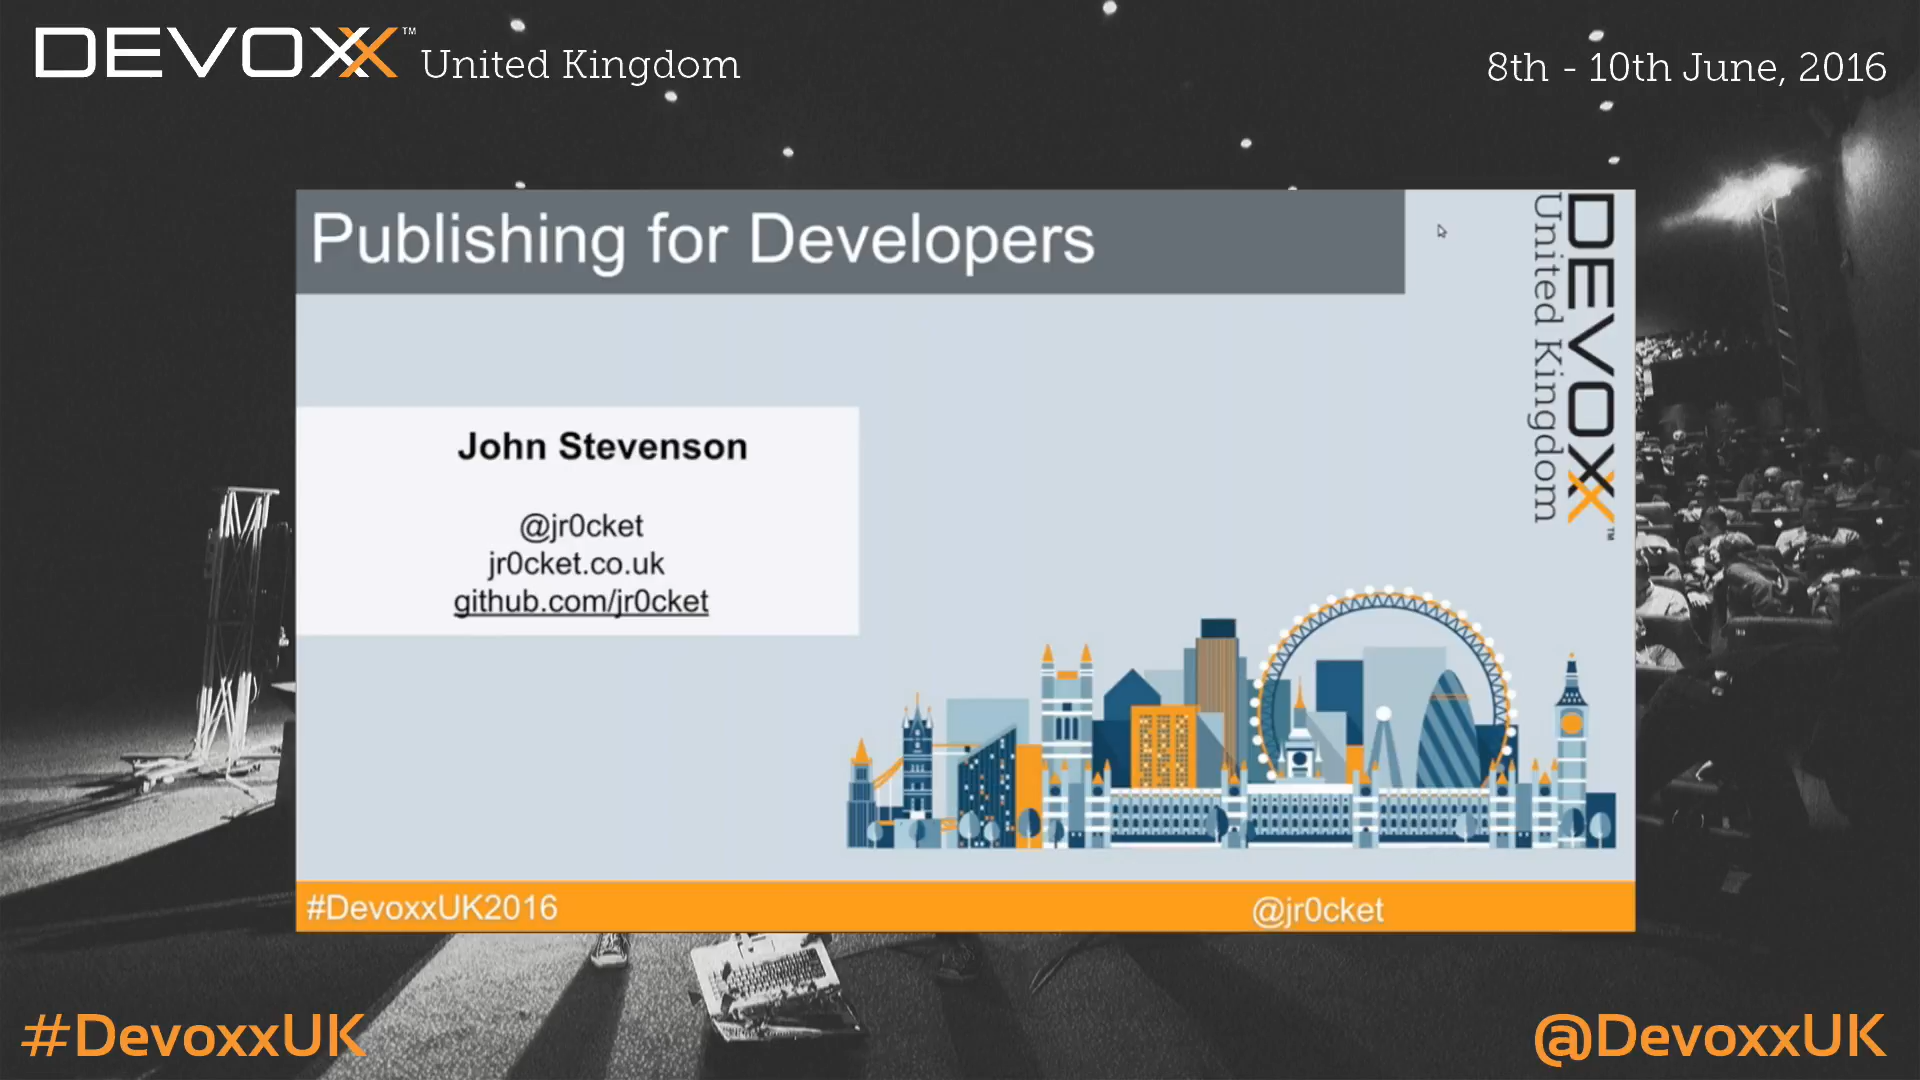 DEVOXX™ United Kingdom
8th - 10th June, 2016
Publishing for Developers
DEVOXX™
United Kingdom
John Stevenson
@jr0cket
jr0cket.co.uk
github.com/jr0cket
#DevoxxUK2016
@jr0cket
#DevoxxUK
@DevoxxUK